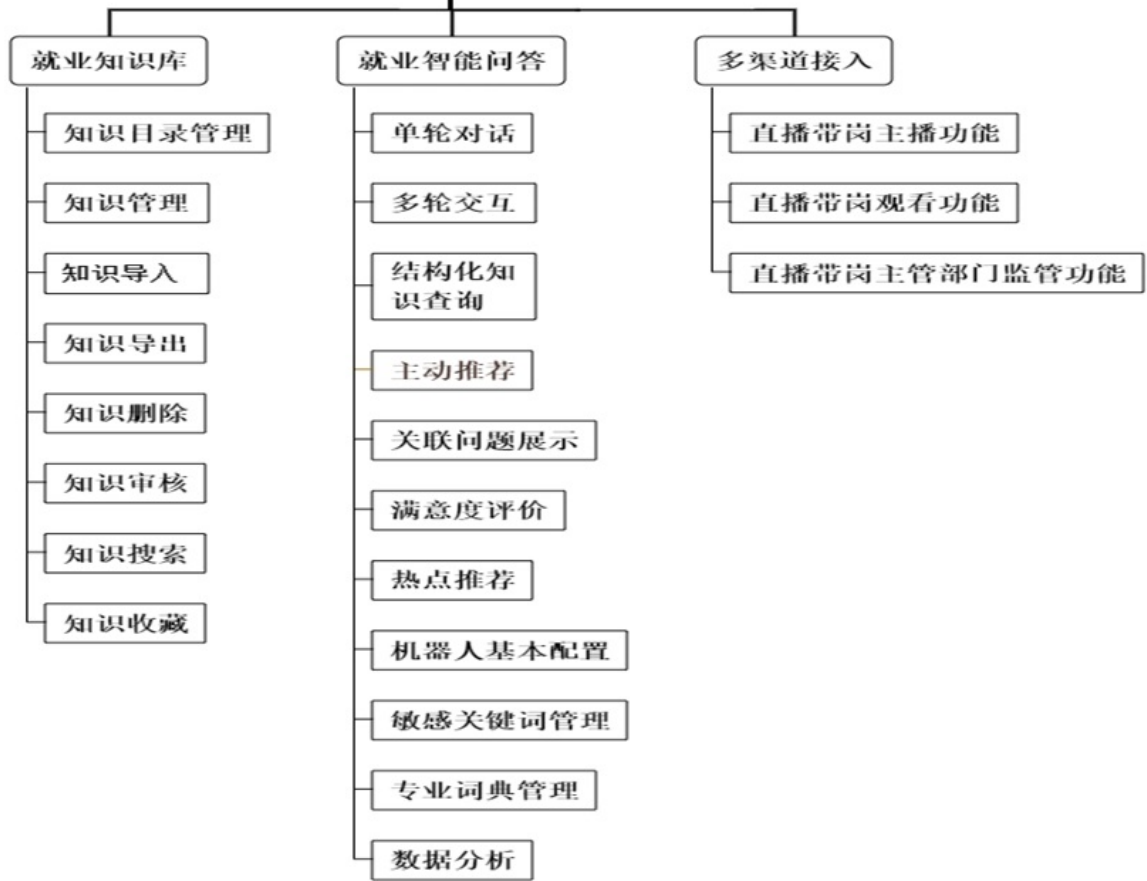 就业知识库
知识目录管理
知识管理
知识导入
知识导出
知识删除
知识审核
知识搜索
知识收藏
就业智能问答
单轮对话
多轮交互
结构化知
识查询
主动推荐
关联问题展示
满意度评价
热点推荐
机器人基本配置
敏感关键词管理
专业词典管理
数据分析
多渠道接入
直播带岗主播功能
直播带岗观看功能
直播带岗主管部门监管功能